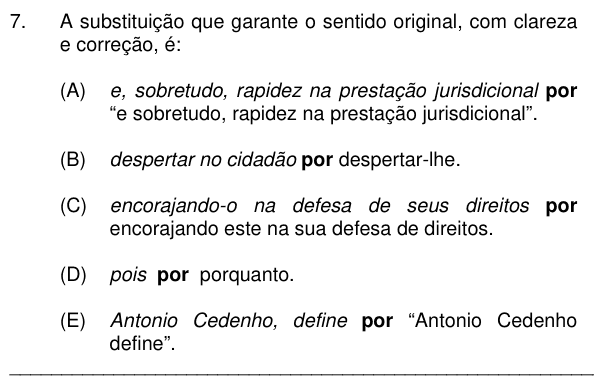 7. A substituição que garante o sentido original, com clareza
e correção, é:
(A) e, sobretudo, rapidez na prestação jurisdicional por
“e sobretudo, rapidez na prestação jurisdicional”.
(B) despertar no cidadão por despertar-lhe.
(C) encorajando-o na defesa de seus direitos por
encorajando este na sua defesa de direitos.
(D) pois por porquanto.
(E) Antonio Cedenho, define por “Antonio Cedenho
define”.